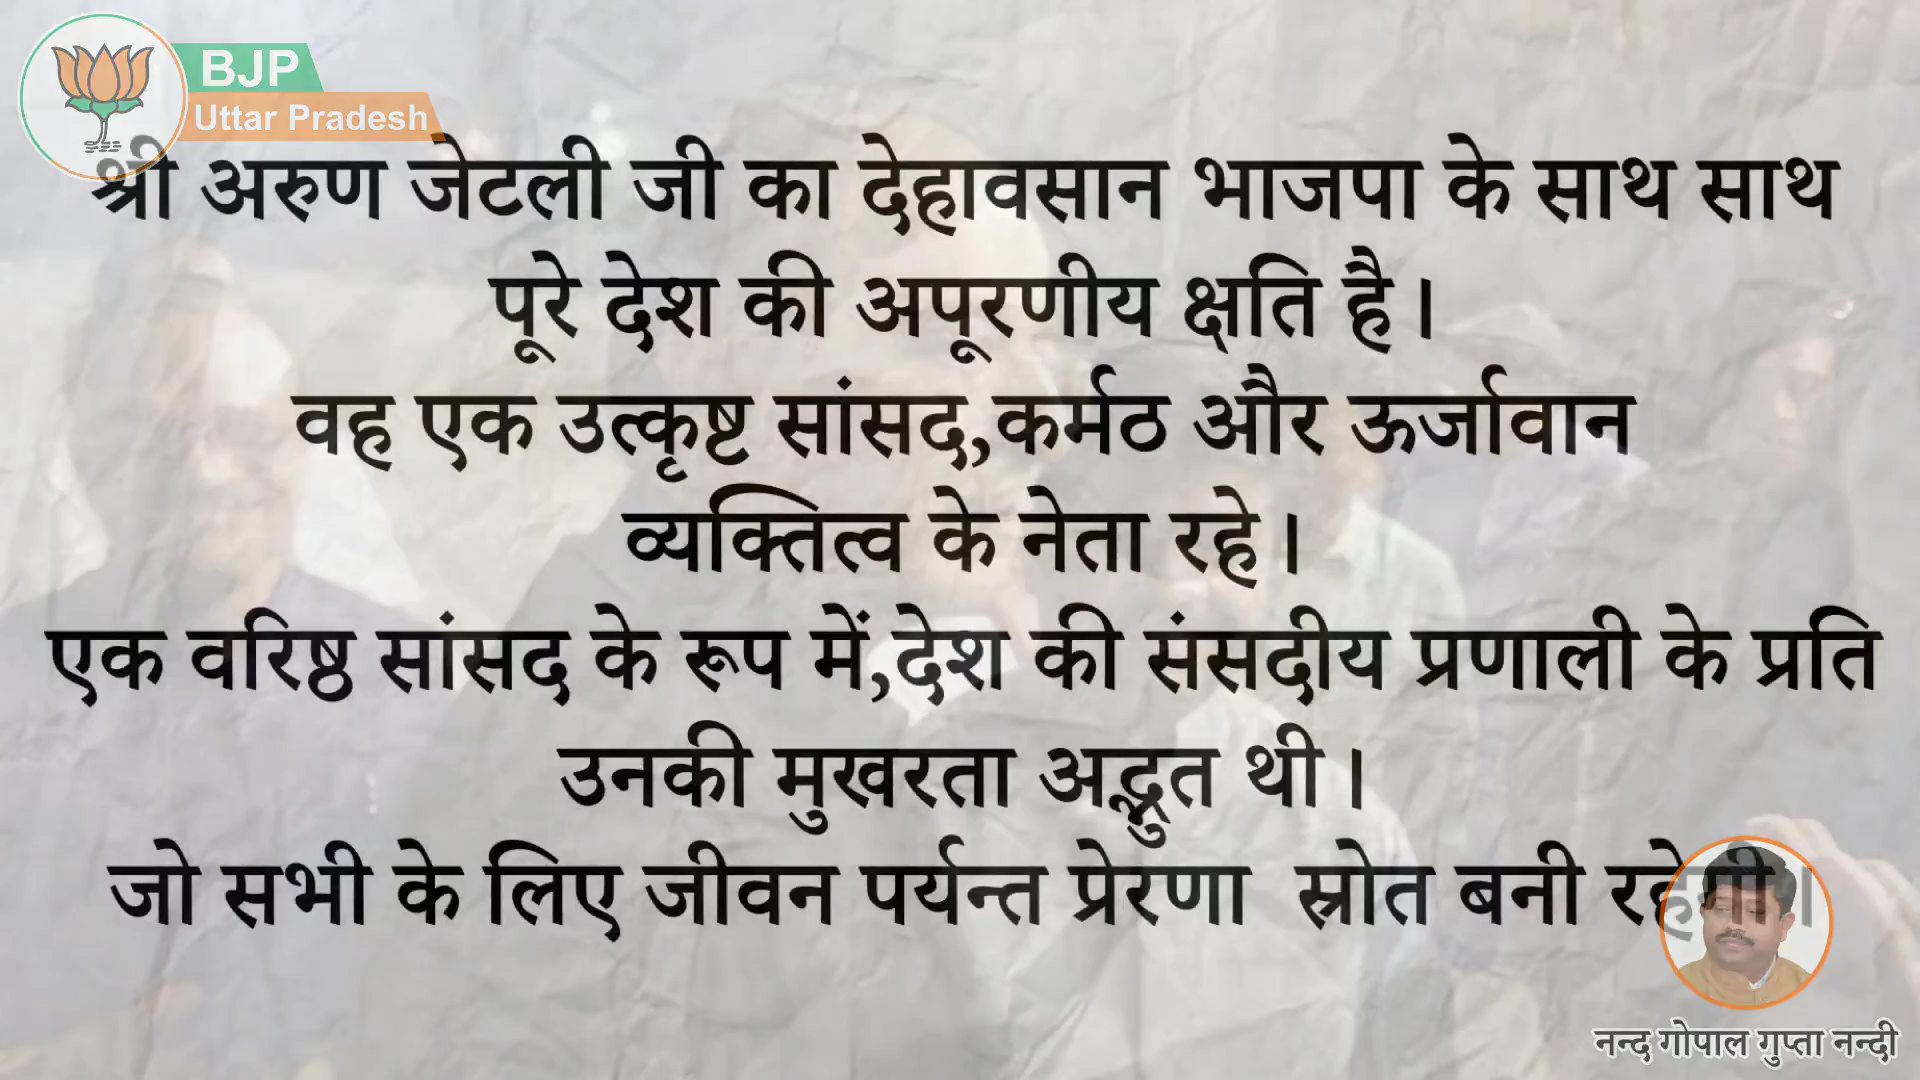 BJP
Uttar Pradesh
श्री अरुण जेटली जी का देहावसान भाजपा के साथ साथ
पूरे देश की अपूरणीय क्षति है।
वह एक उत्कृष्ट सांसद,कर्मठ और ऊर्जावान
व्यक्तित्व के नेता रहे।
एक वरिष्ठ सांसद के रूप में,देश की संसदीय प्रणाली के प्रति
उनकी मुखरता अद्भुत थी।
जो सभी के लिए जीवन पर्यन्त प्रेरणा  स्रोत बनी रहेगी।
नन्द गोपाल गुप्ता नन्दी